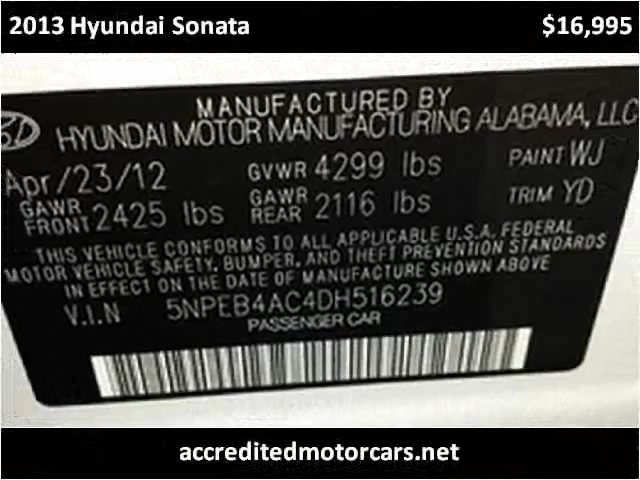 2013 Hyundai Sonata $16,995
MANUFACTURED BY
HYUNDAI MOTOR MANUFACTURING ALABAMA, LLC
Apr/23/12 GVWR 4299 lbs PAINT WJ
GAWR FRONT 2425 lbs GAWR REAR 2116 lbs TRIM YD
THIS VEHICLE CONFORMS TO ALL APPLICABLE U.S.A. FEDERAL
MOTOR VEHICLE SAFETY, BUMPER, AND THEFT PREVENTION STANDARDS
IN EFFECT ON THE DATE OF MANUFACTURE SHOWN ABOVE
V.I.N 5NPEB4AC4DH516239
PASSENGER CAR
accreditedmotorcars.net